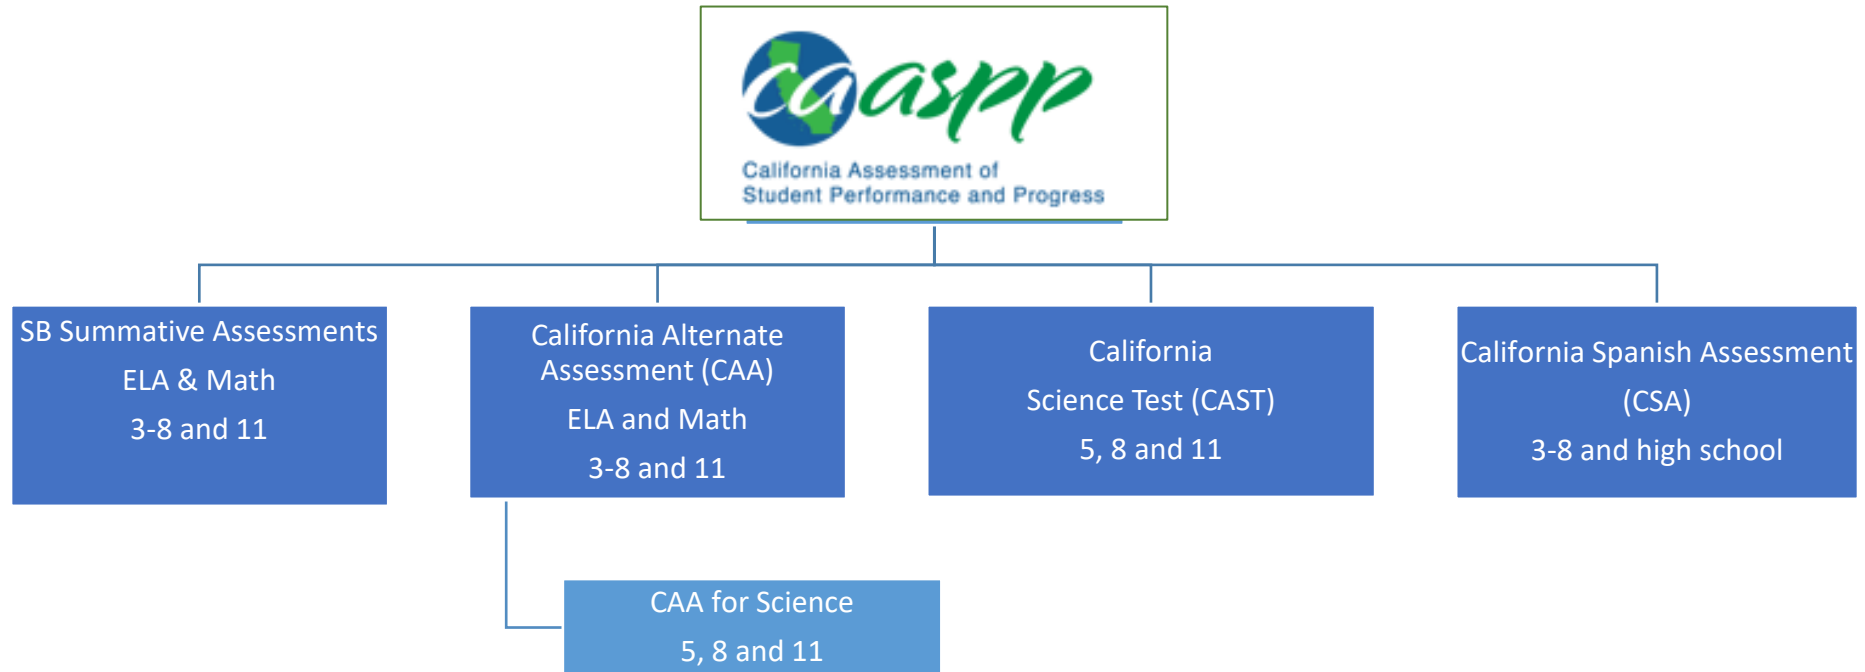 caaspp
California Assessment of
Student Performance and Progress
SB Summative Assessments
ELA & Math
3-8 and 11
California Alternate
Assessment (CAA)
ELA and Math
3-8 and 11
California
Science Test (CAST)
5, 8 and 11
California Spanish Assessment
(CSA)
3-8 and high school
CAA for Science
5, 8 and 11